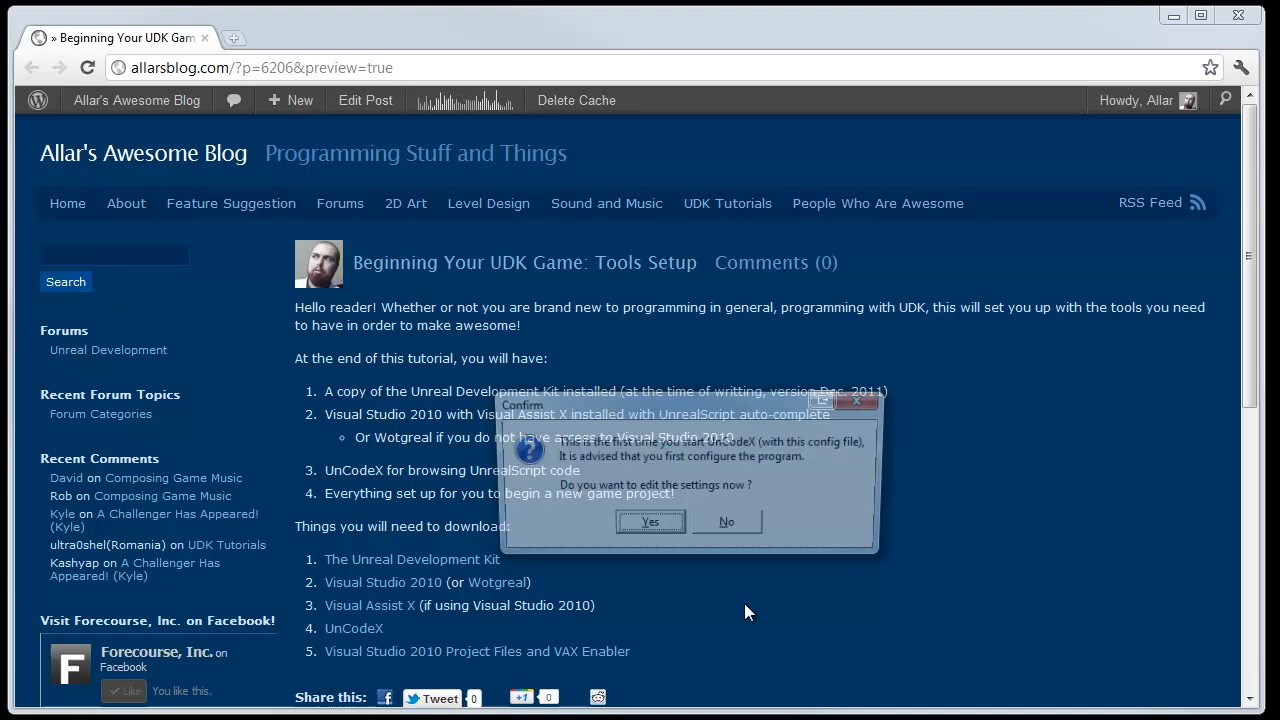 » Beginning Your UDK Gam
allarsblog.com/?p=6206&preview=true
Allar's Awesome Blog
New
Edit Post
Delete Cache
Howdy, Allar
Allar's Awesome Blog Programming Stuff and Things
Home About Feature Suggestion Forums 2D Art Level Design Sound and Music UDK Tutorials People Who Are Awesome RSS Feed
Search
Forums
Unreal Development
Recent Forum Topics
Forum Categories
Recent Comments
David on Composing Game Music
Rob on Composing Game Music
Kyle on A Challenger Has Appeared!
(Kyle)
ultra0shel(Romania) on UDK Tutorials
Kashyap on A Challenger Has
Appeared! (Kyle)
Visit Forecourse, Inc. on Facebook!
F
Forecourse, Inc. on
Facebook
Like
You like this.
Beginning Your UDK Game: Tools Setup Comments (0)
Hello reader! Whether or not you are brand new to programming in general, programming with UDK, this will set you up with the tools you need
to have in order to make awesome!
At the end of this tutorial, you will have:
1. A copy of the Unreal Development Kit installed (at the time of writting, version Dec. 2011)
2. Visual Studio 2010 with Visual Assist X installed with UnrealScript auto-complete
Or Wotgreal if you do not have access to Visual Studio 2010
3. UnCodeX for browsing UnrealScript code
4. Everything set up for you to begin a new game project!
Things you will need to download:
1. The Unreal Development Kit
2. Visual Studio 2010 (or Wotgreal)
3. Visual Assist X (if using Visual Studio 2010)
4. UnCodeX
5. Visual Studio 2010 Project Files and VAX Enabler
Share this:
f
Tweet
0
+1
0
Confirm
?
This is the first time you start UnCodeX (with this config file),
It is advised that you first configure the program.
Do you want to edit the settings now ?
Yes
No